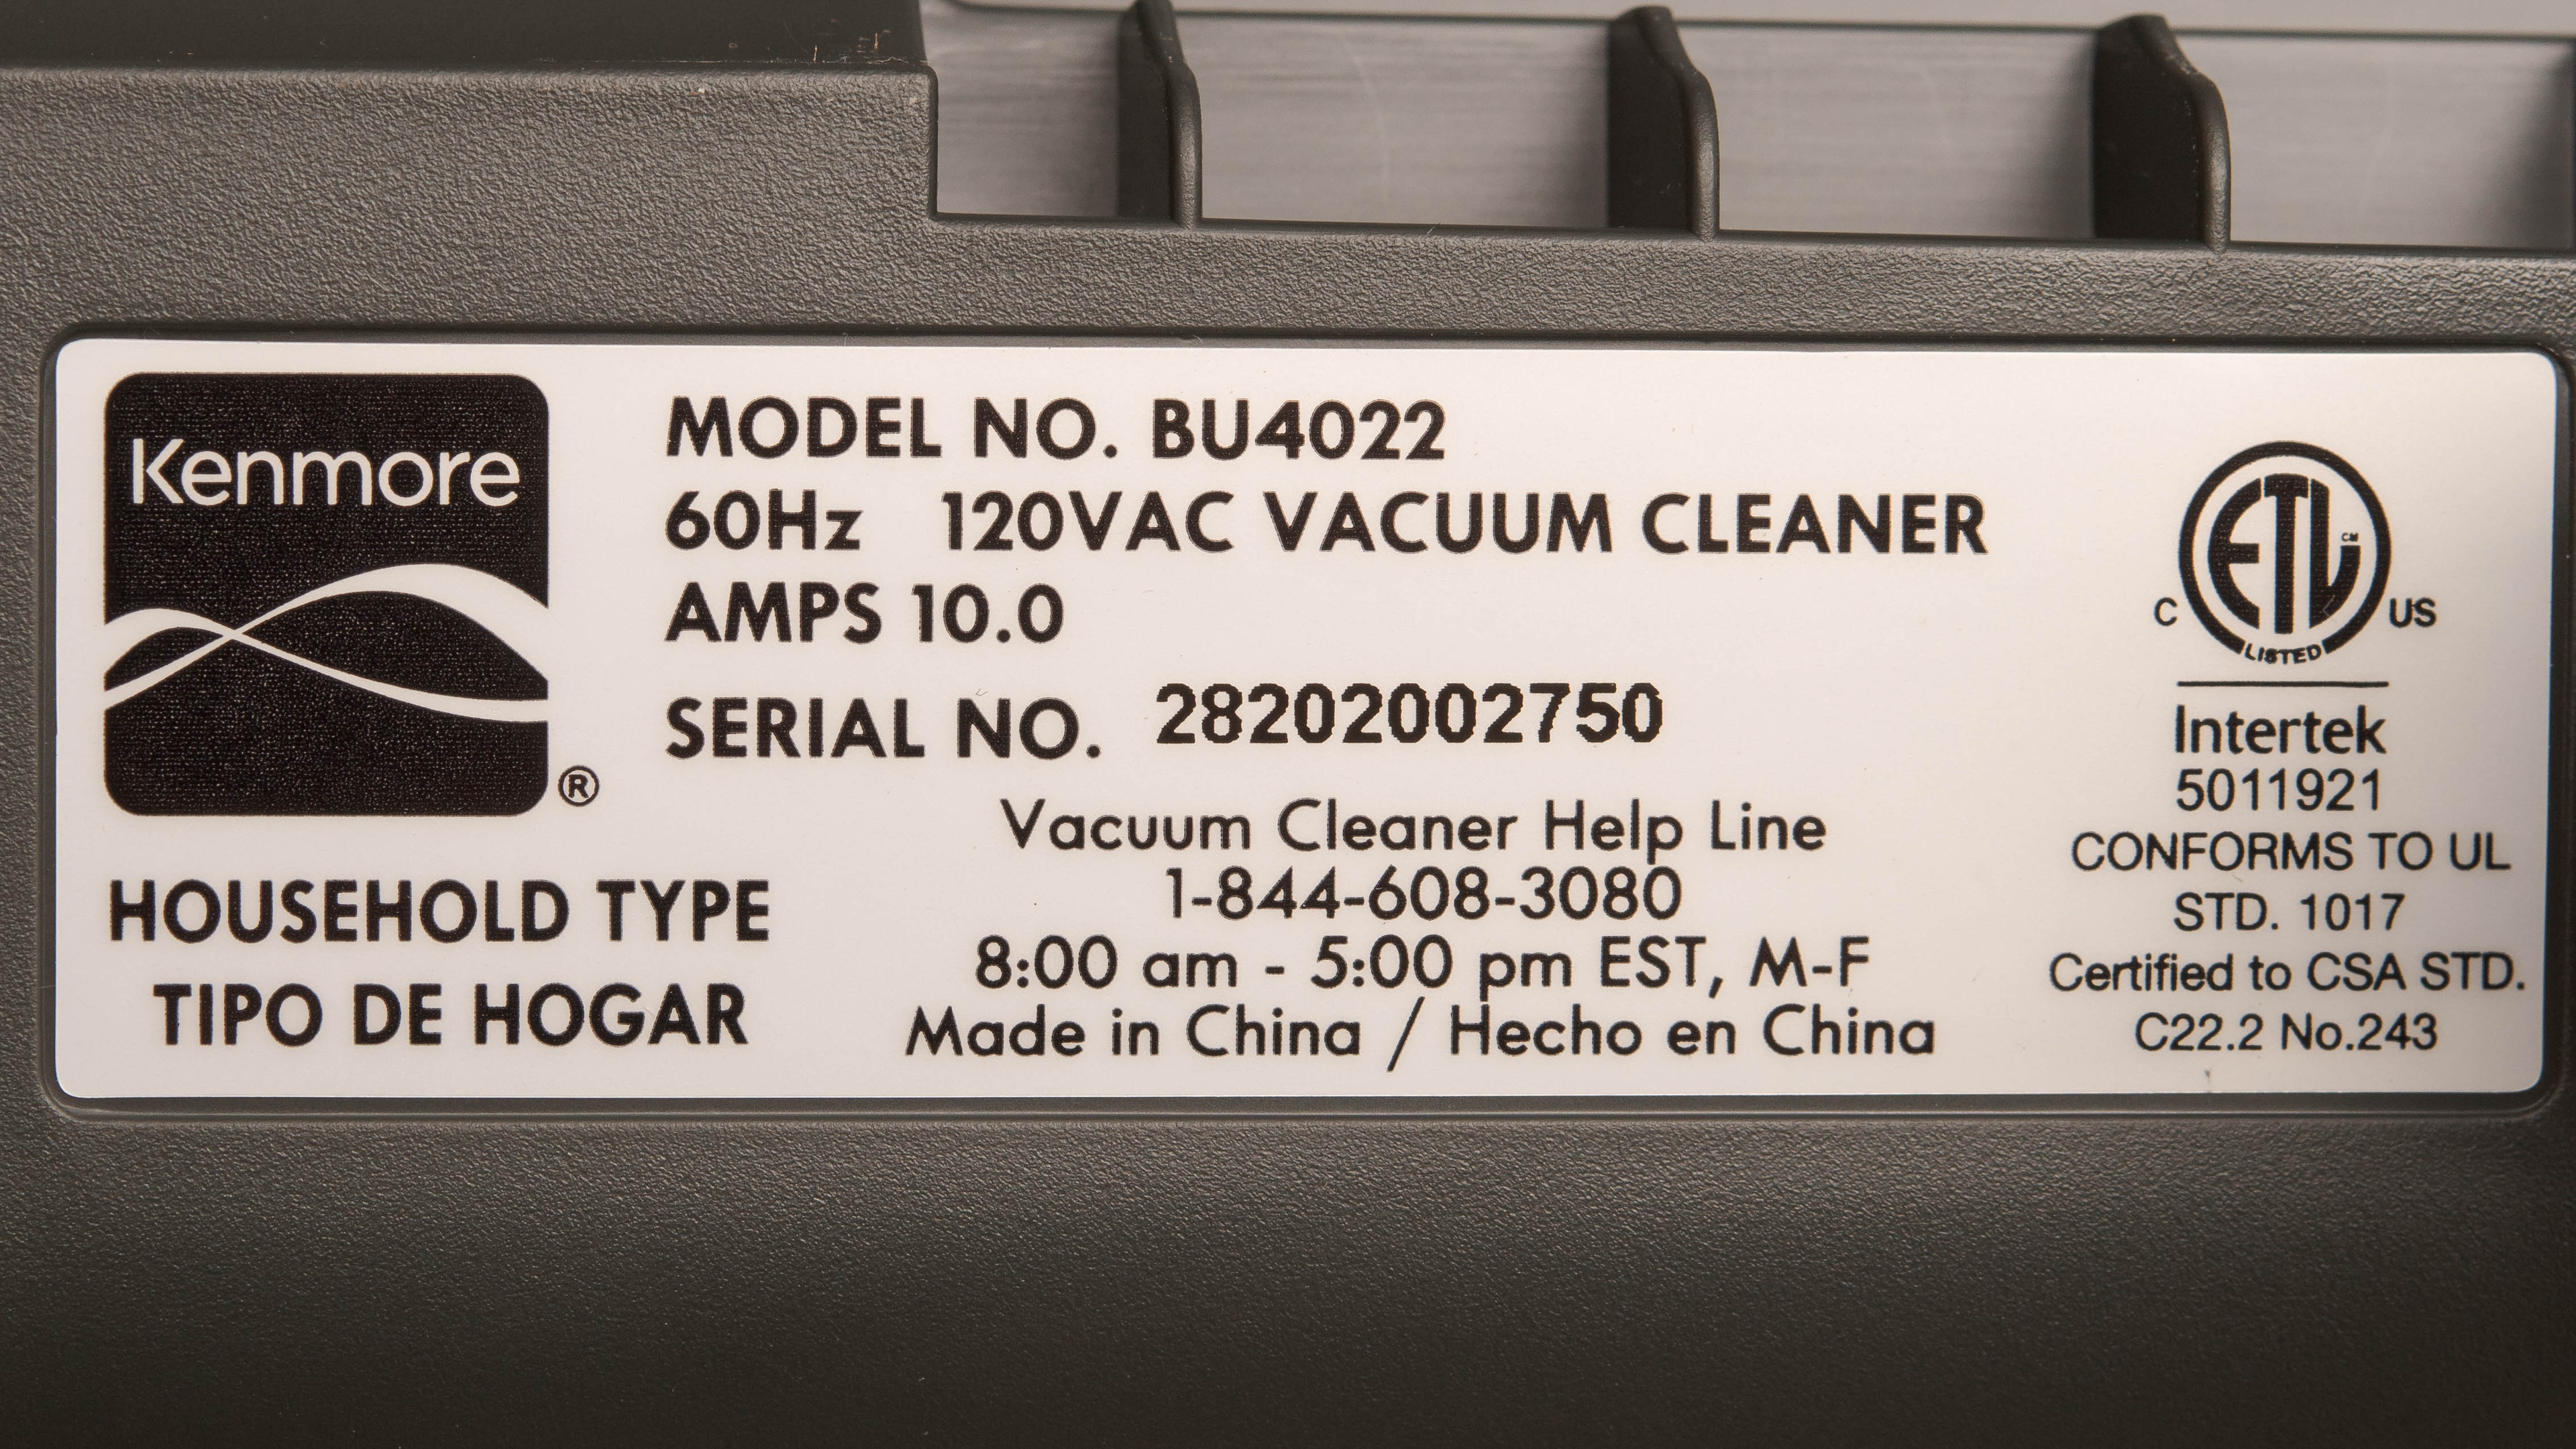 Kenmore
®
HOUSEHOLD TYPE
TIPO DE HOGAR
MODEL NO. BU4022
60Hz 120VAC VACUUM CLEANER
AMPS 10.0
SERIAL NO. 28202002750
Vacuum Cleaner Help Line
1-844-608-3080
8:00 am - 5:00 pm EST, M-F
Made in China / Hecho en China
ETL CM
C US
LISTED
Intertek
5011921
CONFORMS TO UL
STD. 1017
Certified to CSA STD.
C22.2 No.243